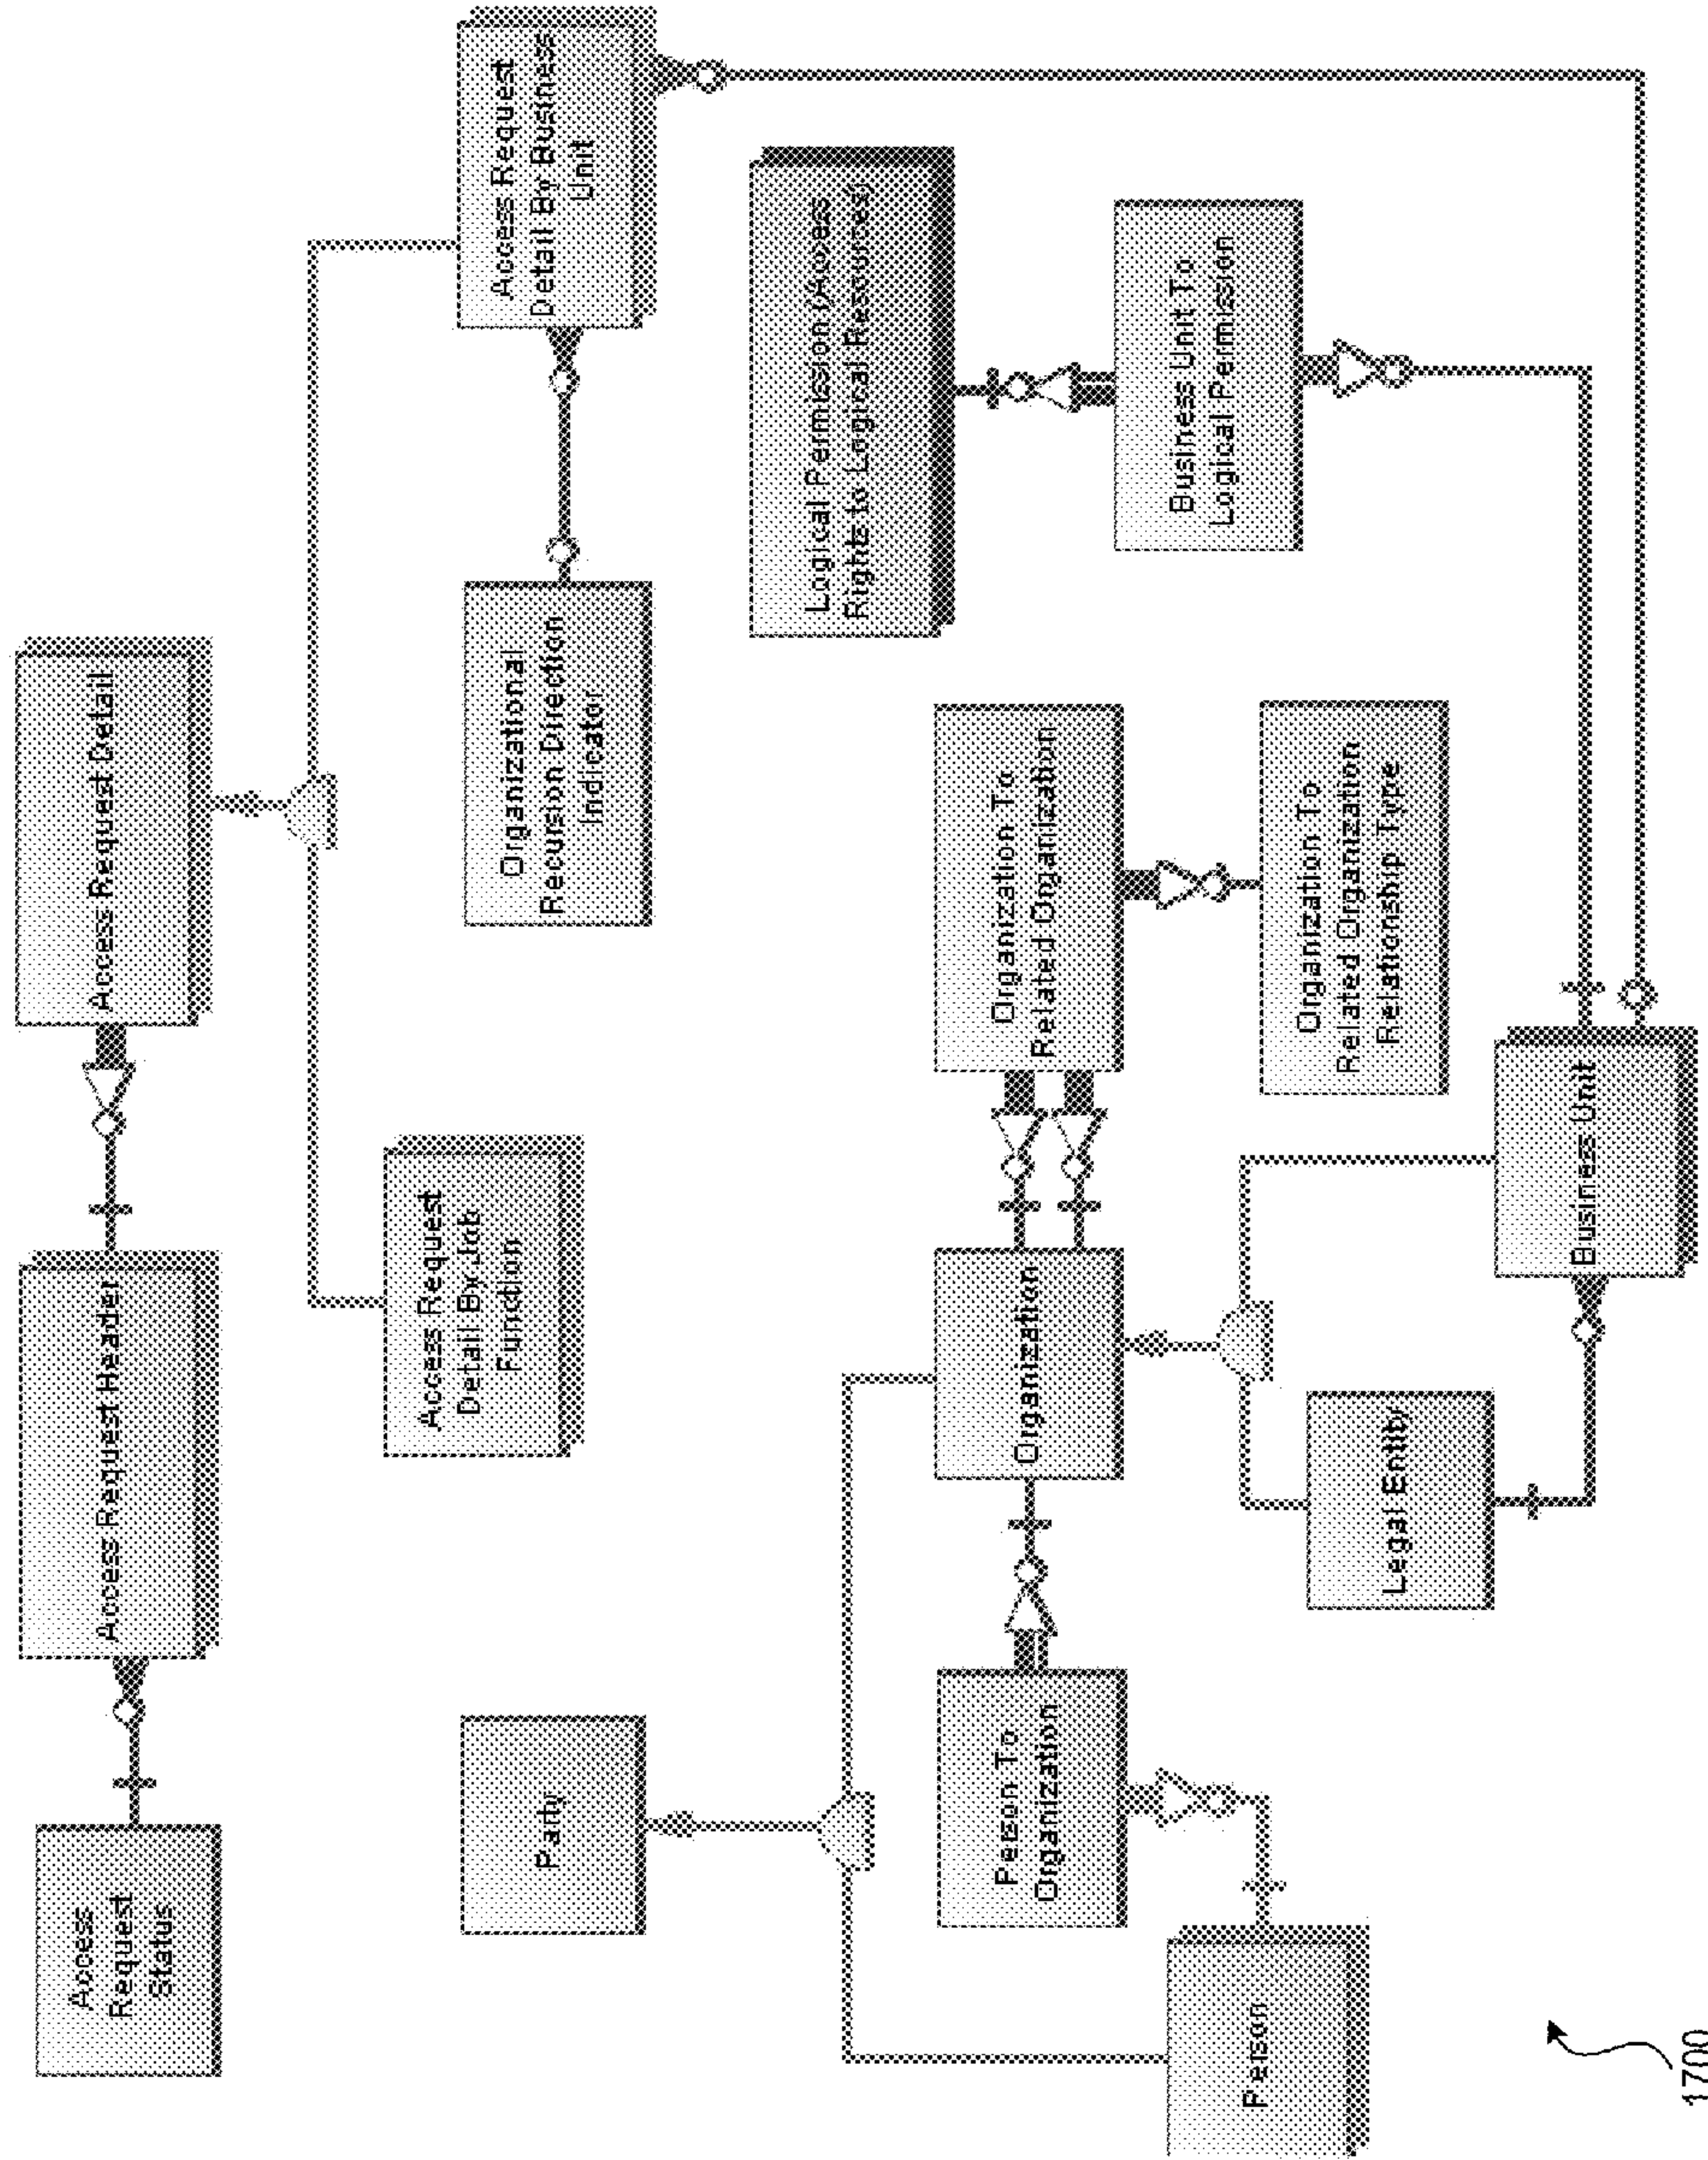 Access
Request
Status
Access Request Header
Access Request Detail
Access Request
Detail By Job
Function
Access Request
Detail By Business
Unit
Party
Organizational
Recursion Direction
Indicator
Logical Permission (Access
Rights to Logical Resources)
Person To
Organization
Organization
Organization To
Related Organization
Business Unit To
Logical Permission
Person
Legal Entity
Organization To
Related Organization
Relationship Type
Business Unit
1700